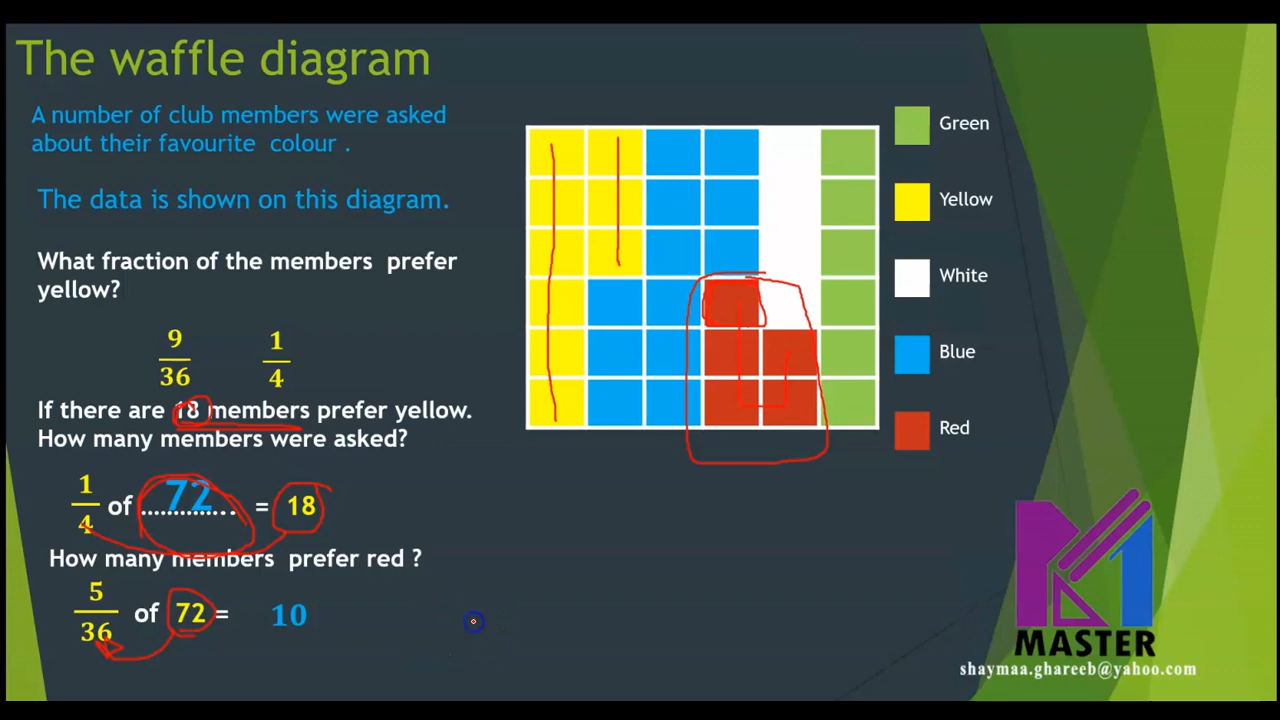 The waffle diagram
A number of club members were asked
about their favourite colour .
The data is shown on this diagram.
What fraction of the members prefer
yellow?
9/36 1/4
If there are 18 members prefer yellow.
How many members were asked?
1/4 of 72 .............. = 18
How many members prefer red ?
5/36 of 72 = 10
Green
Yellow
White
Blue
Red
M1
MASTER
shaymaa.ghareeb@yahoo.com